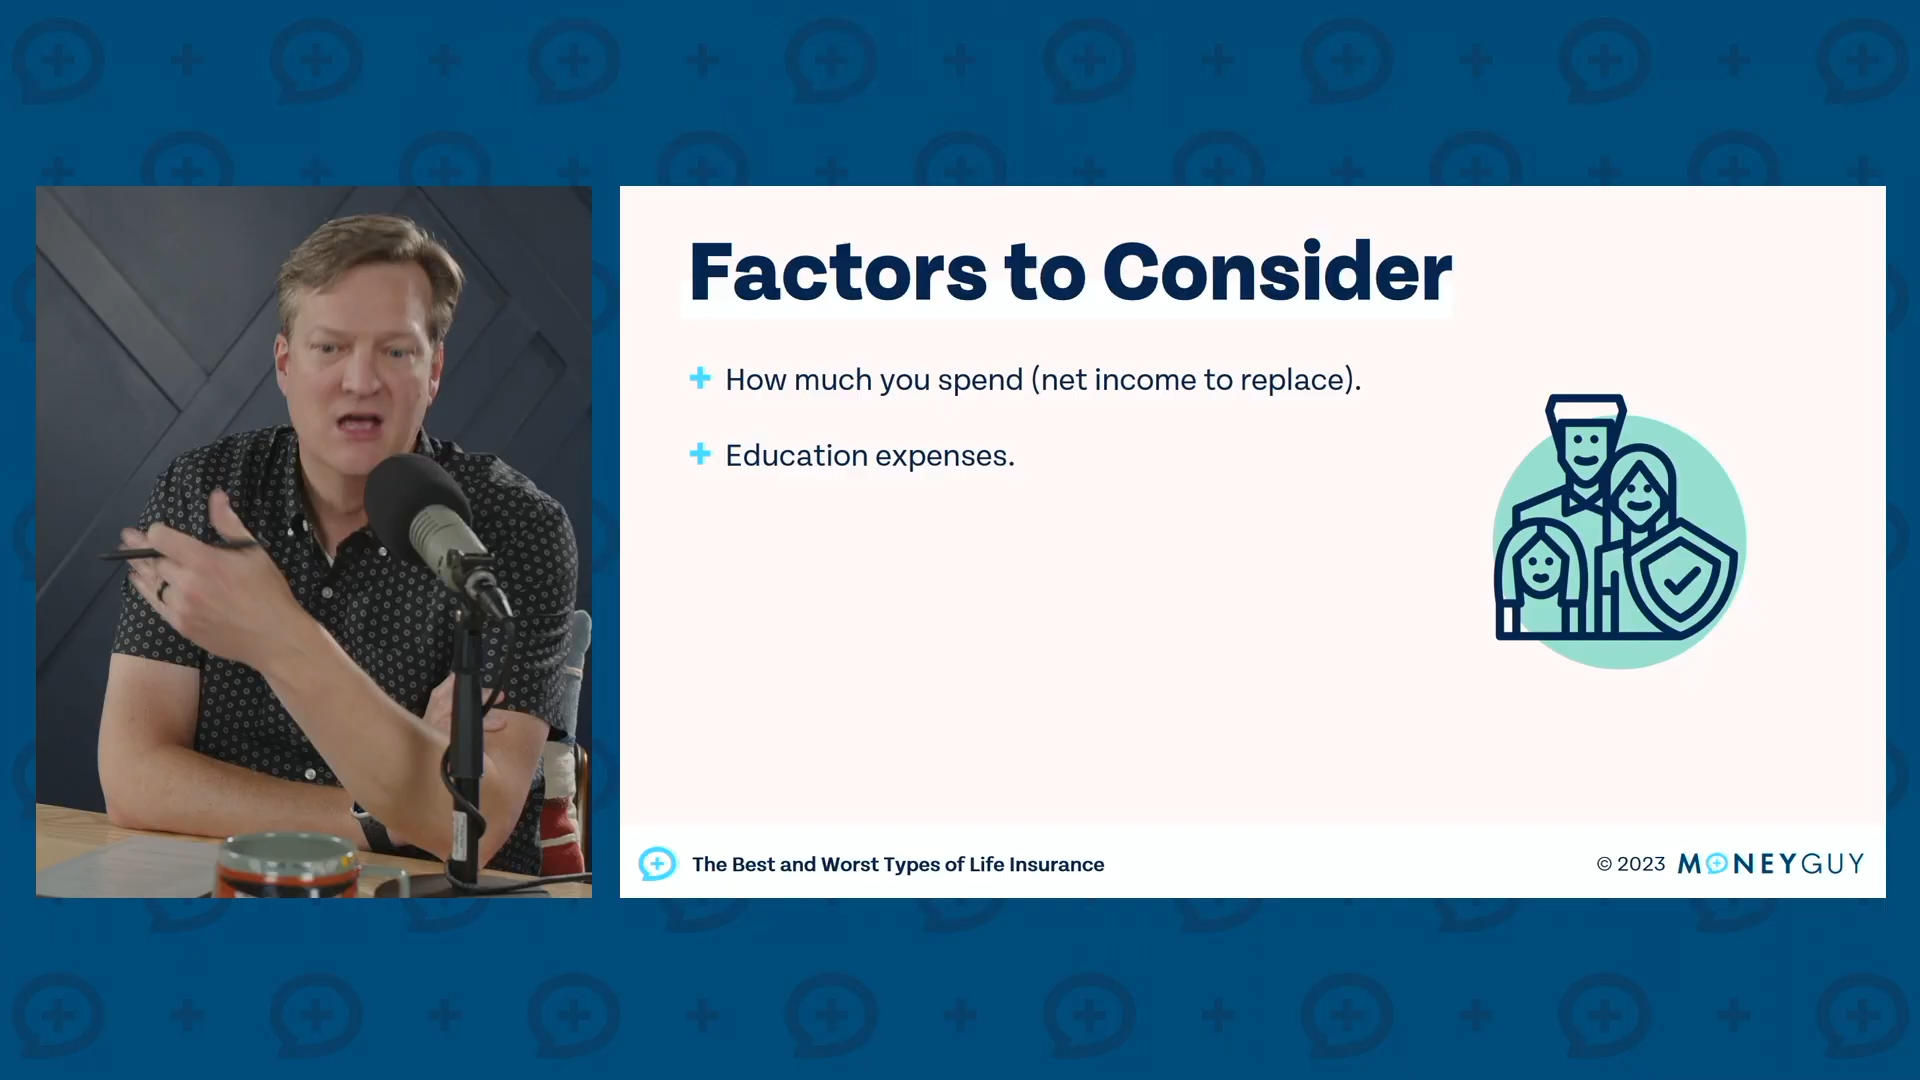 Factors to Consider
How much you spend (net income to replace).
Education expenses.
The Best and Worst Types of Life Insurance
© 2023 MONEYGUY